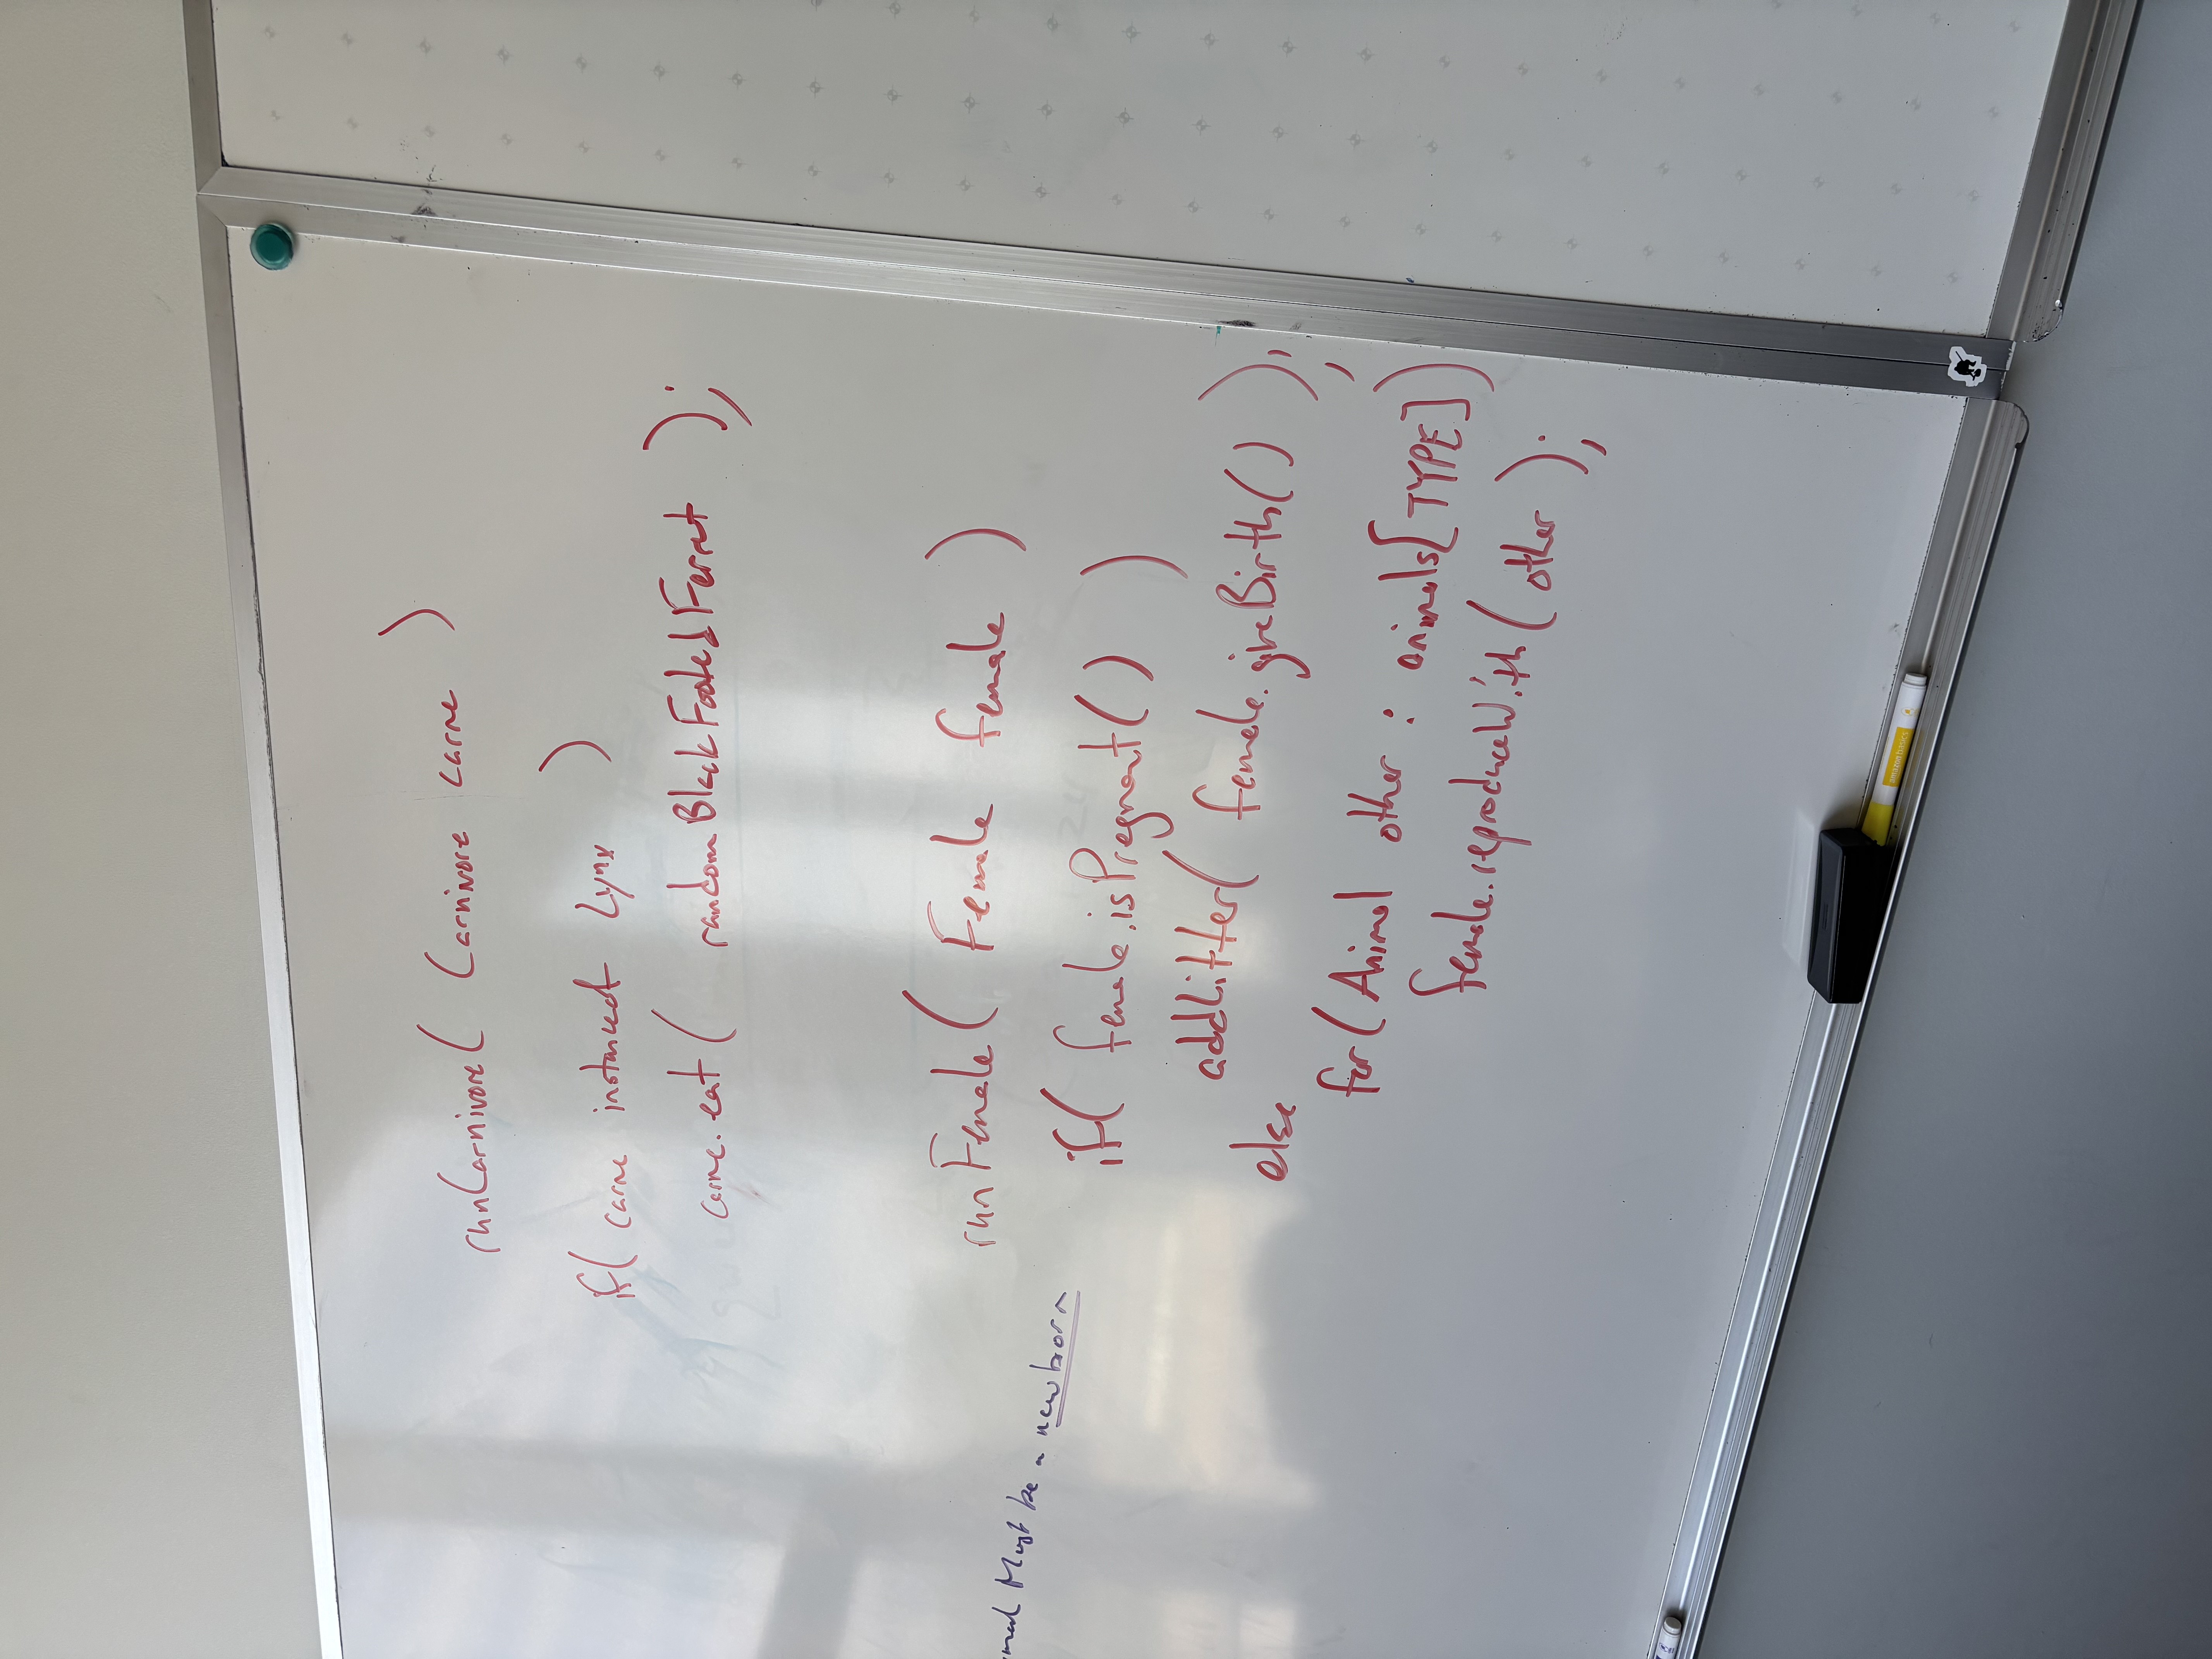 runCarnivore( Carnivore carne )
if( carne instanceof Lynx )
carne.eat( randomBlackFootedFerret );
runFemale( Female female )
Must be a newborn
if( female.isPregnant() )
addLitter( female.giveBirth() );
else
for( Animal other : animals[TYPE])
female.reproduceWith( other );
amazon basics